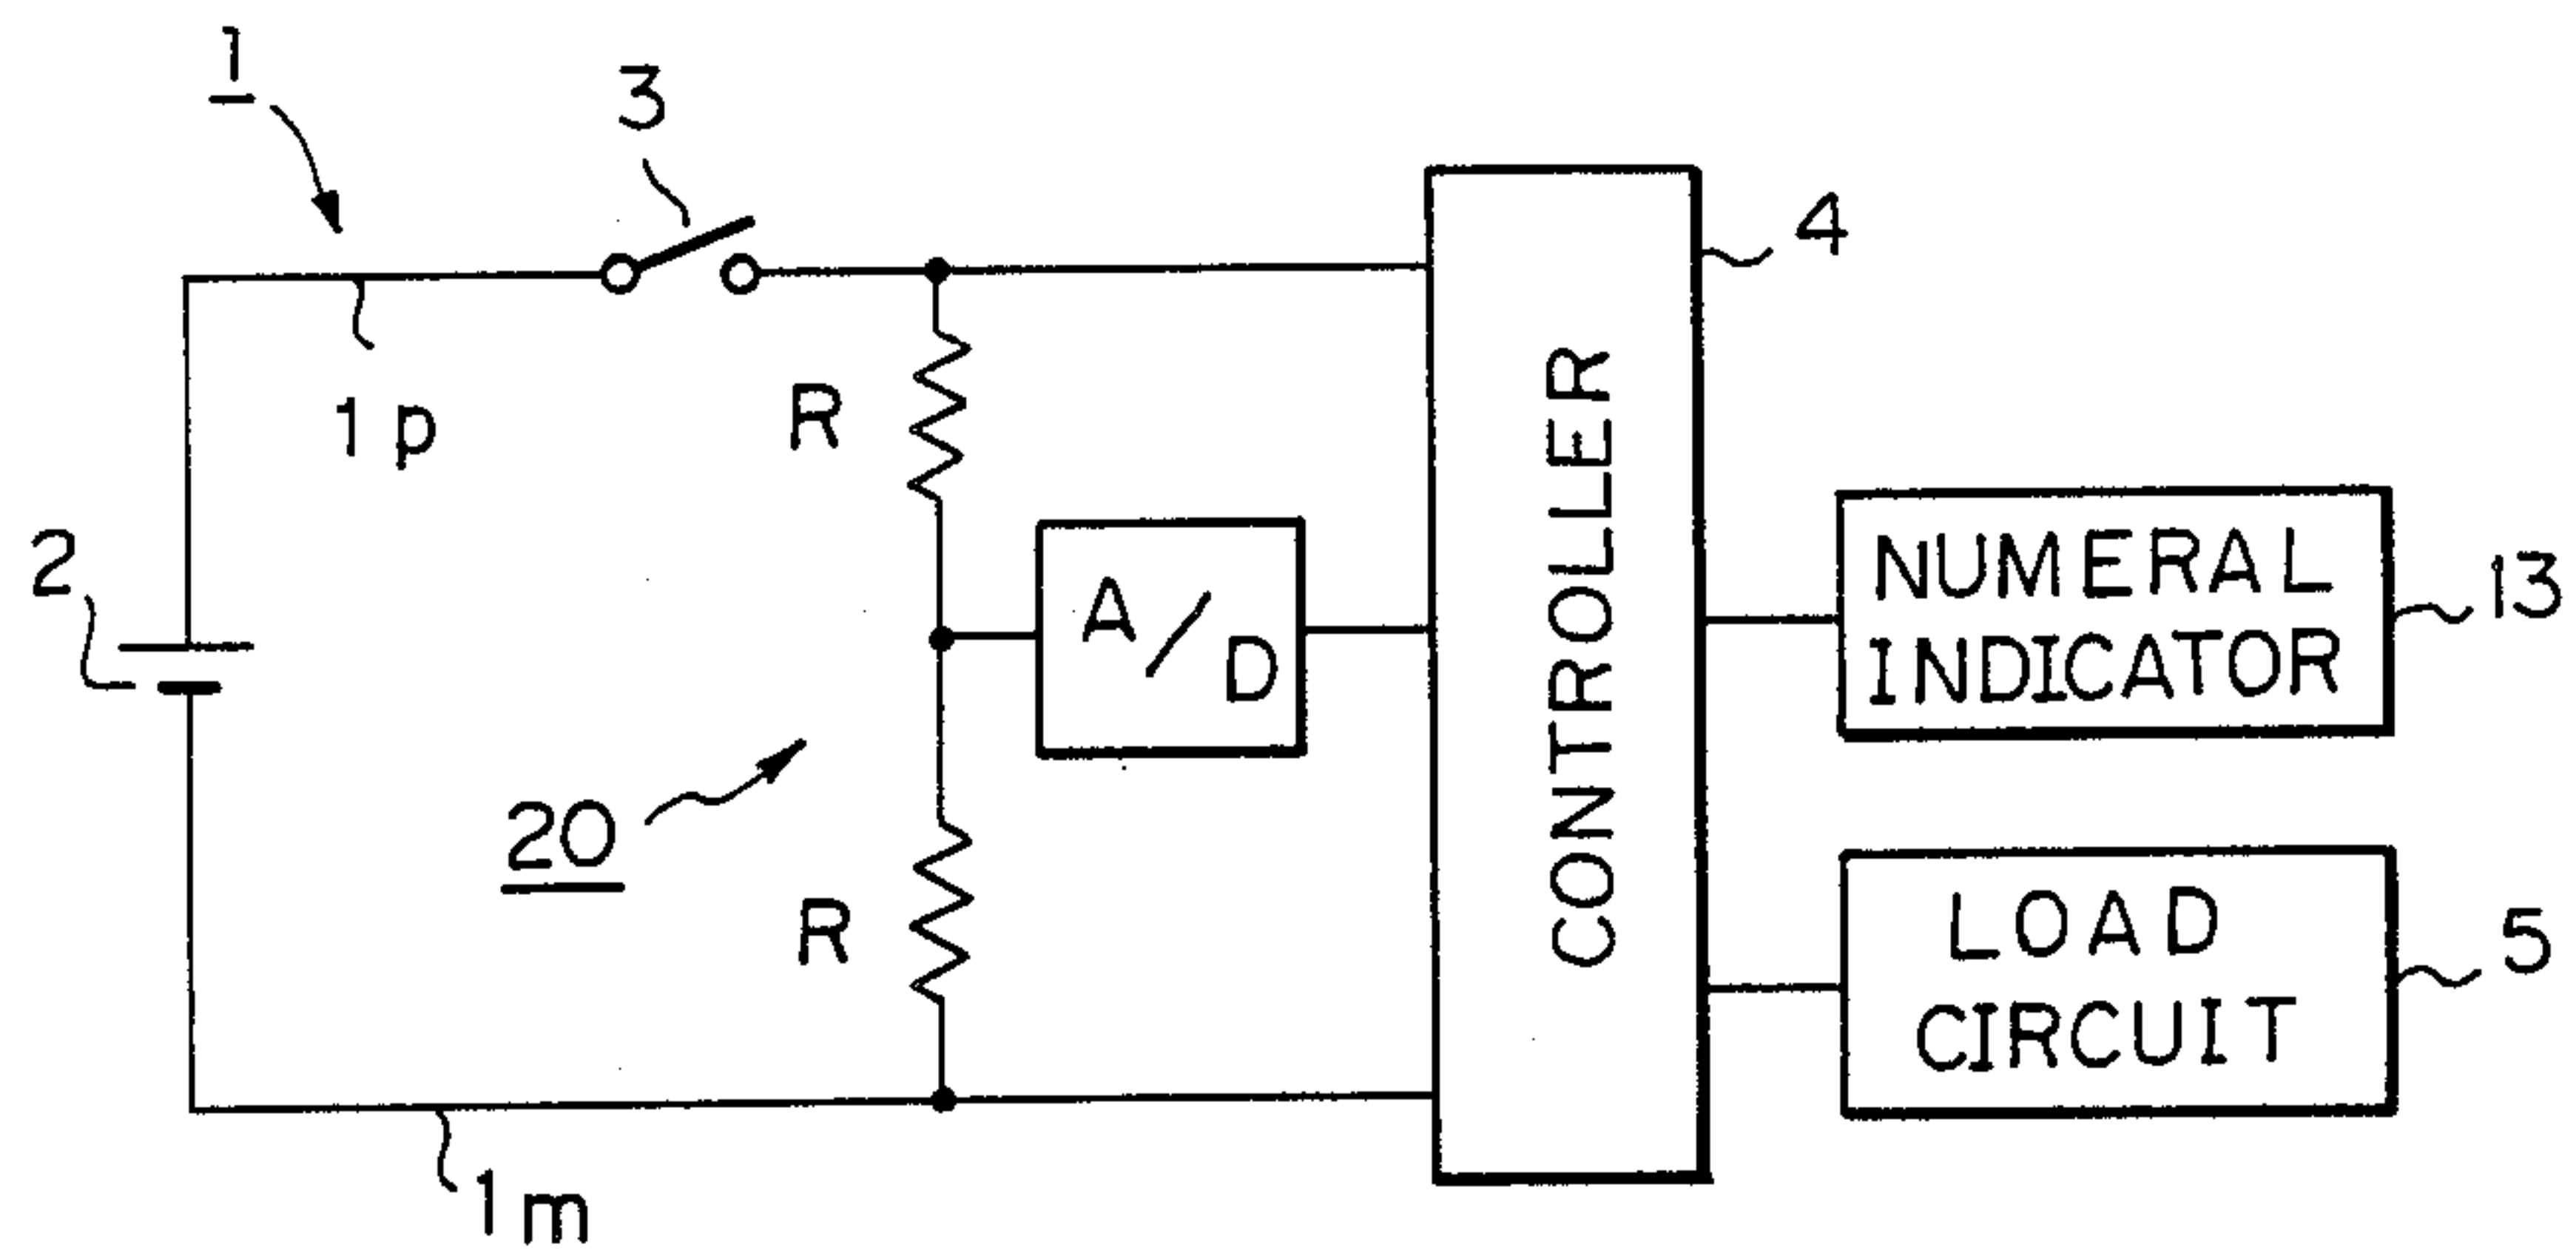 1
3
4
1p
R
CONTROLLER
2
A/D
NUMERAL
INDICATOR
13
20
R
LOAD
CIRCUIT
5
1m